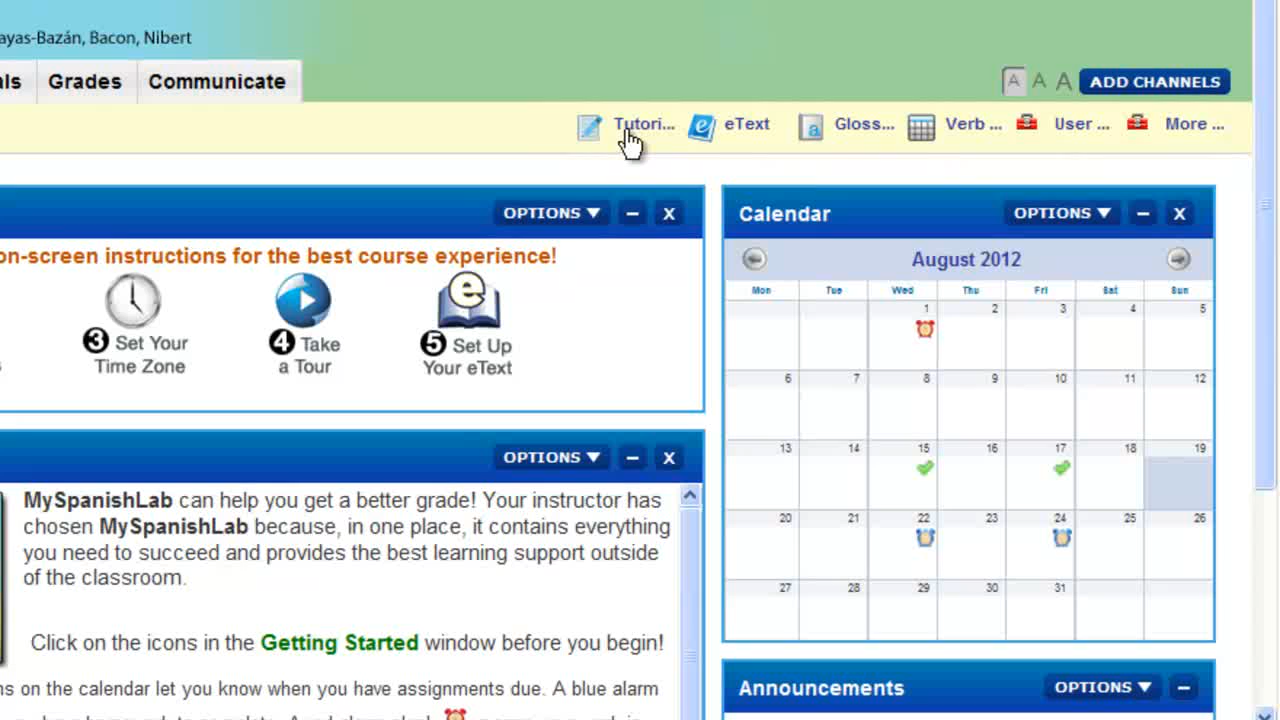 ayas-Bazán, Bacon, Nibert
ls Grades Communicate
A A A ADD CHANNELS
Tutori... eText Gloss... Verb ... User ... More ...
OPTIONS
on-screen instructions for the best course experience!
3 Set Your Time Zone
4 Take a Tour
5 Set Up Your eText
Calendar OPTIONS
August 2012
Mon Tue Wed Thu Fri Sat Sun
1 2 3 4 5
6 7 8 9 10 11 12
13 14 15 16 17 18 19
20 21 22 23 24 25 26
27 28 29 30 31
OPTIONS
MySpanishLab can help you get a better grade! Your instructor has
chosen MySpanishLab because, in one place, it contains everything
you need to succeed and provides the best learning support outside
of the classroom.
Click on the icons in the Getting Started window before you begin!
ns on the calendar let you know when you have assignments due. A blue alarm
Announcements OPTIONS